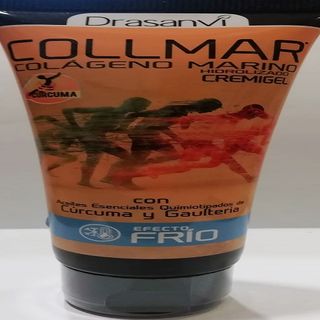 Drasanvi
COLLMAR
COLÁGENO MARINO
HIDROLIZADO
CREMIGEL
CÚRCUMA
con
Aceites Esenciales Quimiotipados de
Cúrcuma y Gaulteria
EFECTO
FRÍO